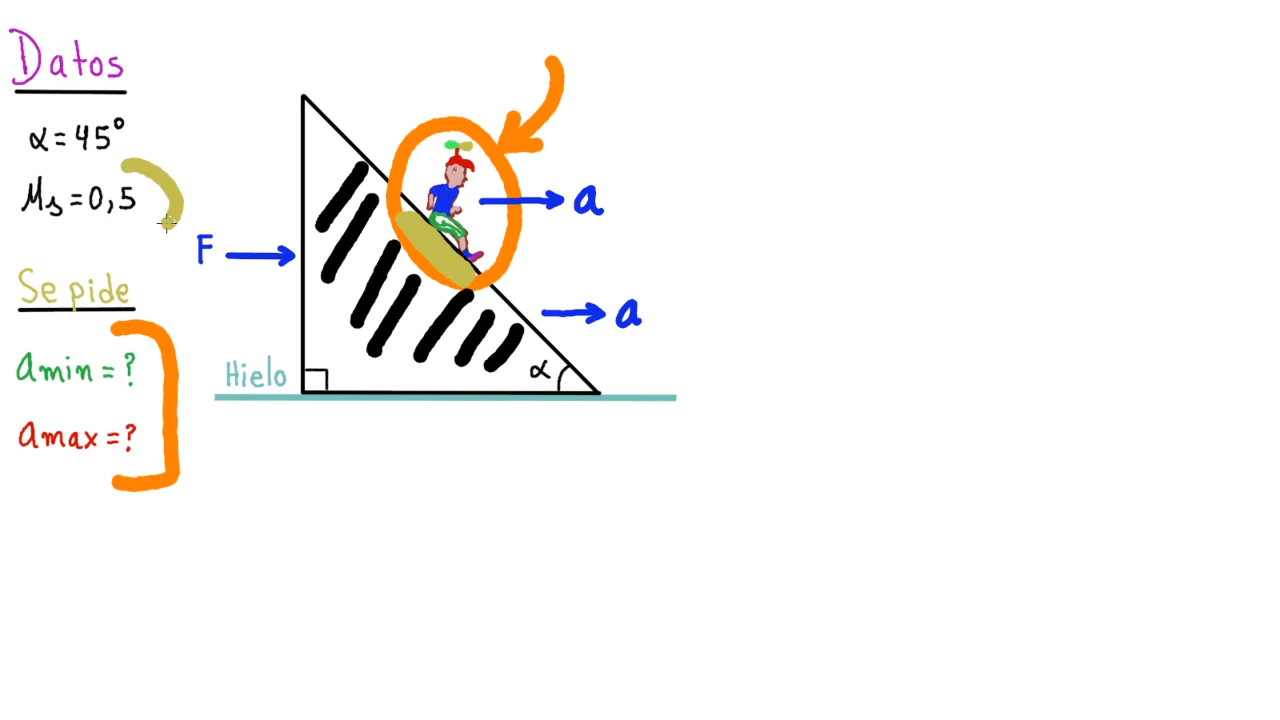 Datos
α = 45°
μs = 0,5
Se pide
amin = ?
amax = ?
F
a
a
α
Hielo